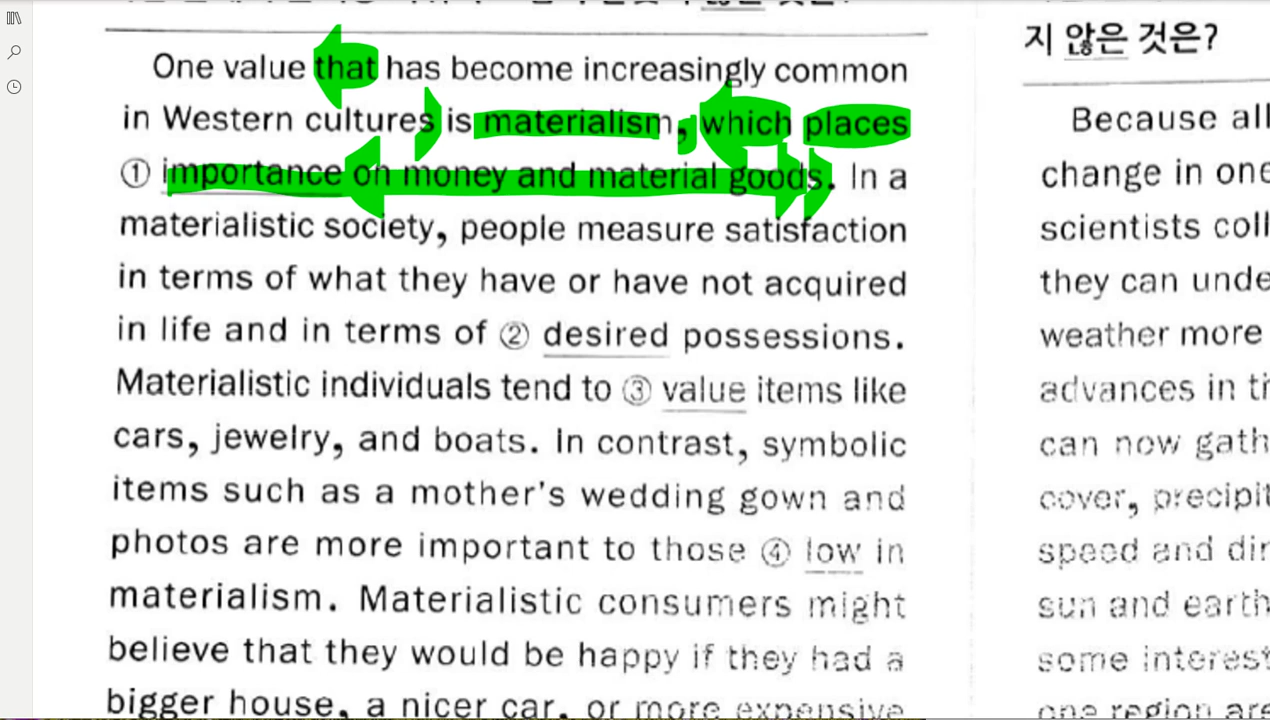 One value that has become increasingly common
in Western cultures is materialism, which places
① importance on money and material goods. In a
materialistic society, people measure satisfaction
in terms of what they have or have not acquired
in life and in terms of ② desired possessions.
Materialistic individuals tend to ③ value items like
cars, jewelry, and boats. In contrast, symbolic
items such as a mother's wedding gown and
photos are more important to those ④ low in
materialism. Materialistic consumers might
believe that they would be happy if they had a
bigger house, a nicer car, or more expensive
지 않은 것은?
Because all
change in one
scientists coll
they can unde
weather more
advances in th
can now gath
cover, precipit
speed and dir
sun and earth
some interest
one region are